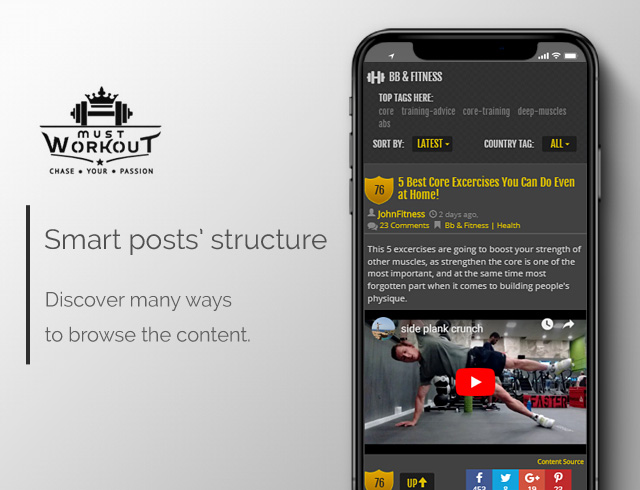 MUST
WORKOUT
CHASE • YOUR • PASSION
Smart posts' structure
Discover many ways
to browse the content.
BB & FITNESS
TOP TAGS HERE:
core training-advice core-training deep-muscles
abs
SORT BY: LATEST COUNTRY TAG: ALL
76
5 Best Core Excercises You Can Do Even
at Home!
JohnFitness 2 days ago,
23 Comments Bb & Fitness | Health
This 5 excercises are going to boost your strength of
other muscles, as strengthen the core is one of the
most important, and at the same time most
forgotten part when it comes to building people's
physique.
side plank crunch
FASTER
Content Source
76 UP
453 8 19 23